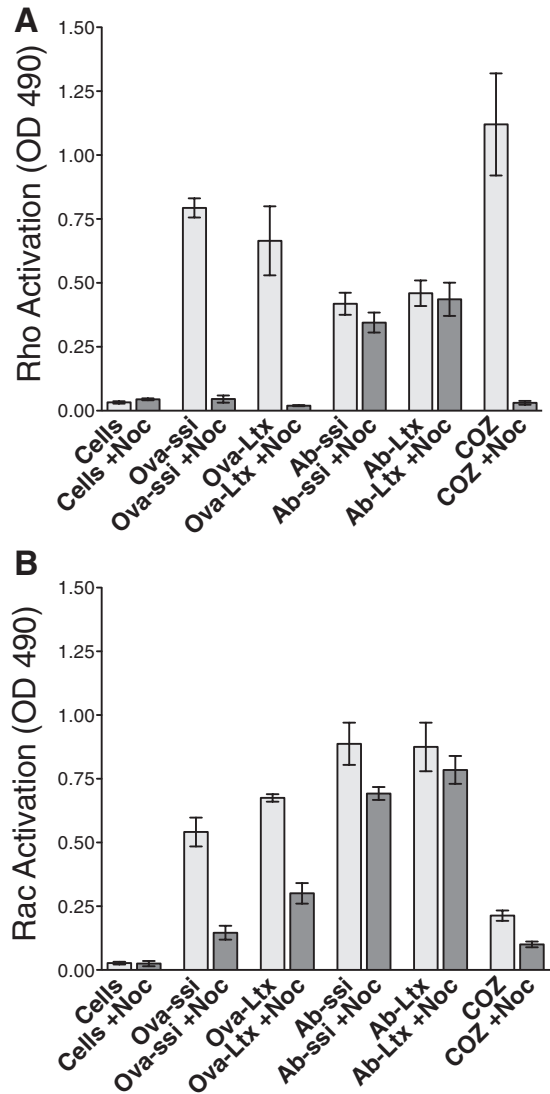 A
Rho Activation (OD 490)
1.50
1.25
1.00
0.75
0.50
0.25
0.00
Cells
Cells +Noc
Ova-ssi
Ova-ssi +Noc
Ova-Ltx
Ova-Ltx +Noc
Ab-ssi
Ab-ssi +Noc
Ab-Ltx
Ab-Ltx +Noc
COZ
COZ +Noc
B
Rac Activation (OD 490)
1.50
1.25
1.00
0.75
0.50
0.25
0.00
Cells
Cells +Noc
Ova-ssi
Ova-ssi +Noc
Ova-Ltx
Ova-Ltx +Noc
Ab-ssi
Ab-ssi +Noc
Ab-Ltx
Ab-Ltx +Noc
COZ
COZ +Noc